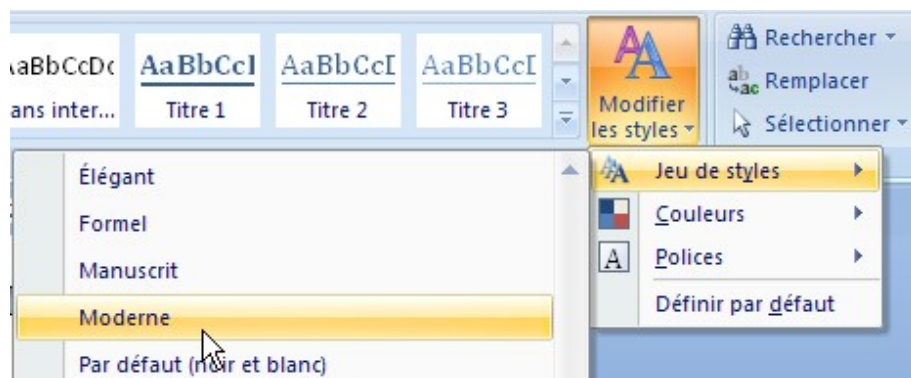 AaBbCcI AaBbCcI AaBbCcI
Titre 1 Titre 2 Titre 3
Modifier
les styles
Rechercher
Remplacer
Sélectionner
Jeu de styles
Couleurs
Polices
Définir par défaut
Élégant
Formel
Manuscrit
Moderne
Par défaut (noir et blanc)